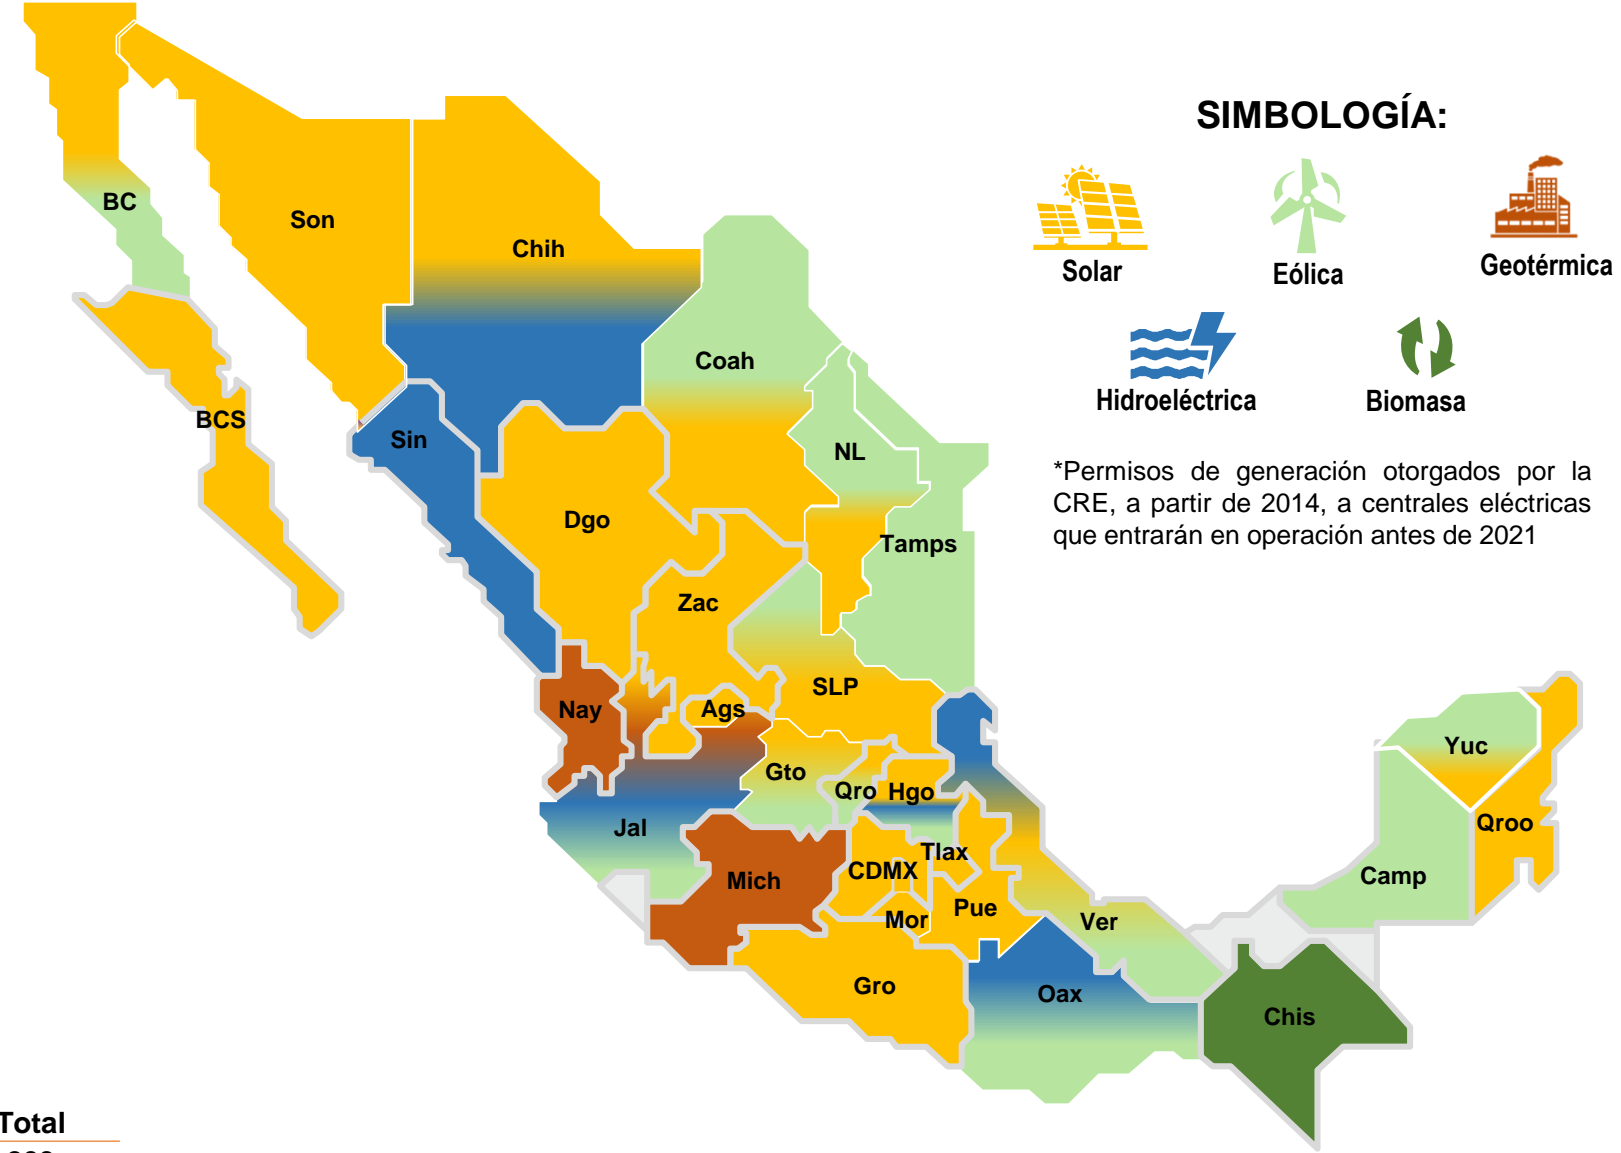 SIMBOLOGÍA:
Solar
Eólica
Geotérmica
Hidroeléctrica
Biomasa
*Permisos de generación otorgados por la
CRE, a partir de 2014, a centrales eléctricas
que entrarán en operación antes de 2021
BC
Son
Chih
Coah
BCS
Sin
NL
Dgo
Tamps
Zac
SLP
Nay
Ags
Yuc
Gto
Qro
Hgo
Jal
Qroo
Tlax
CDMX
Mich
Camp
Pue
Mor
Ver
Gro
Oax
Chis
Total